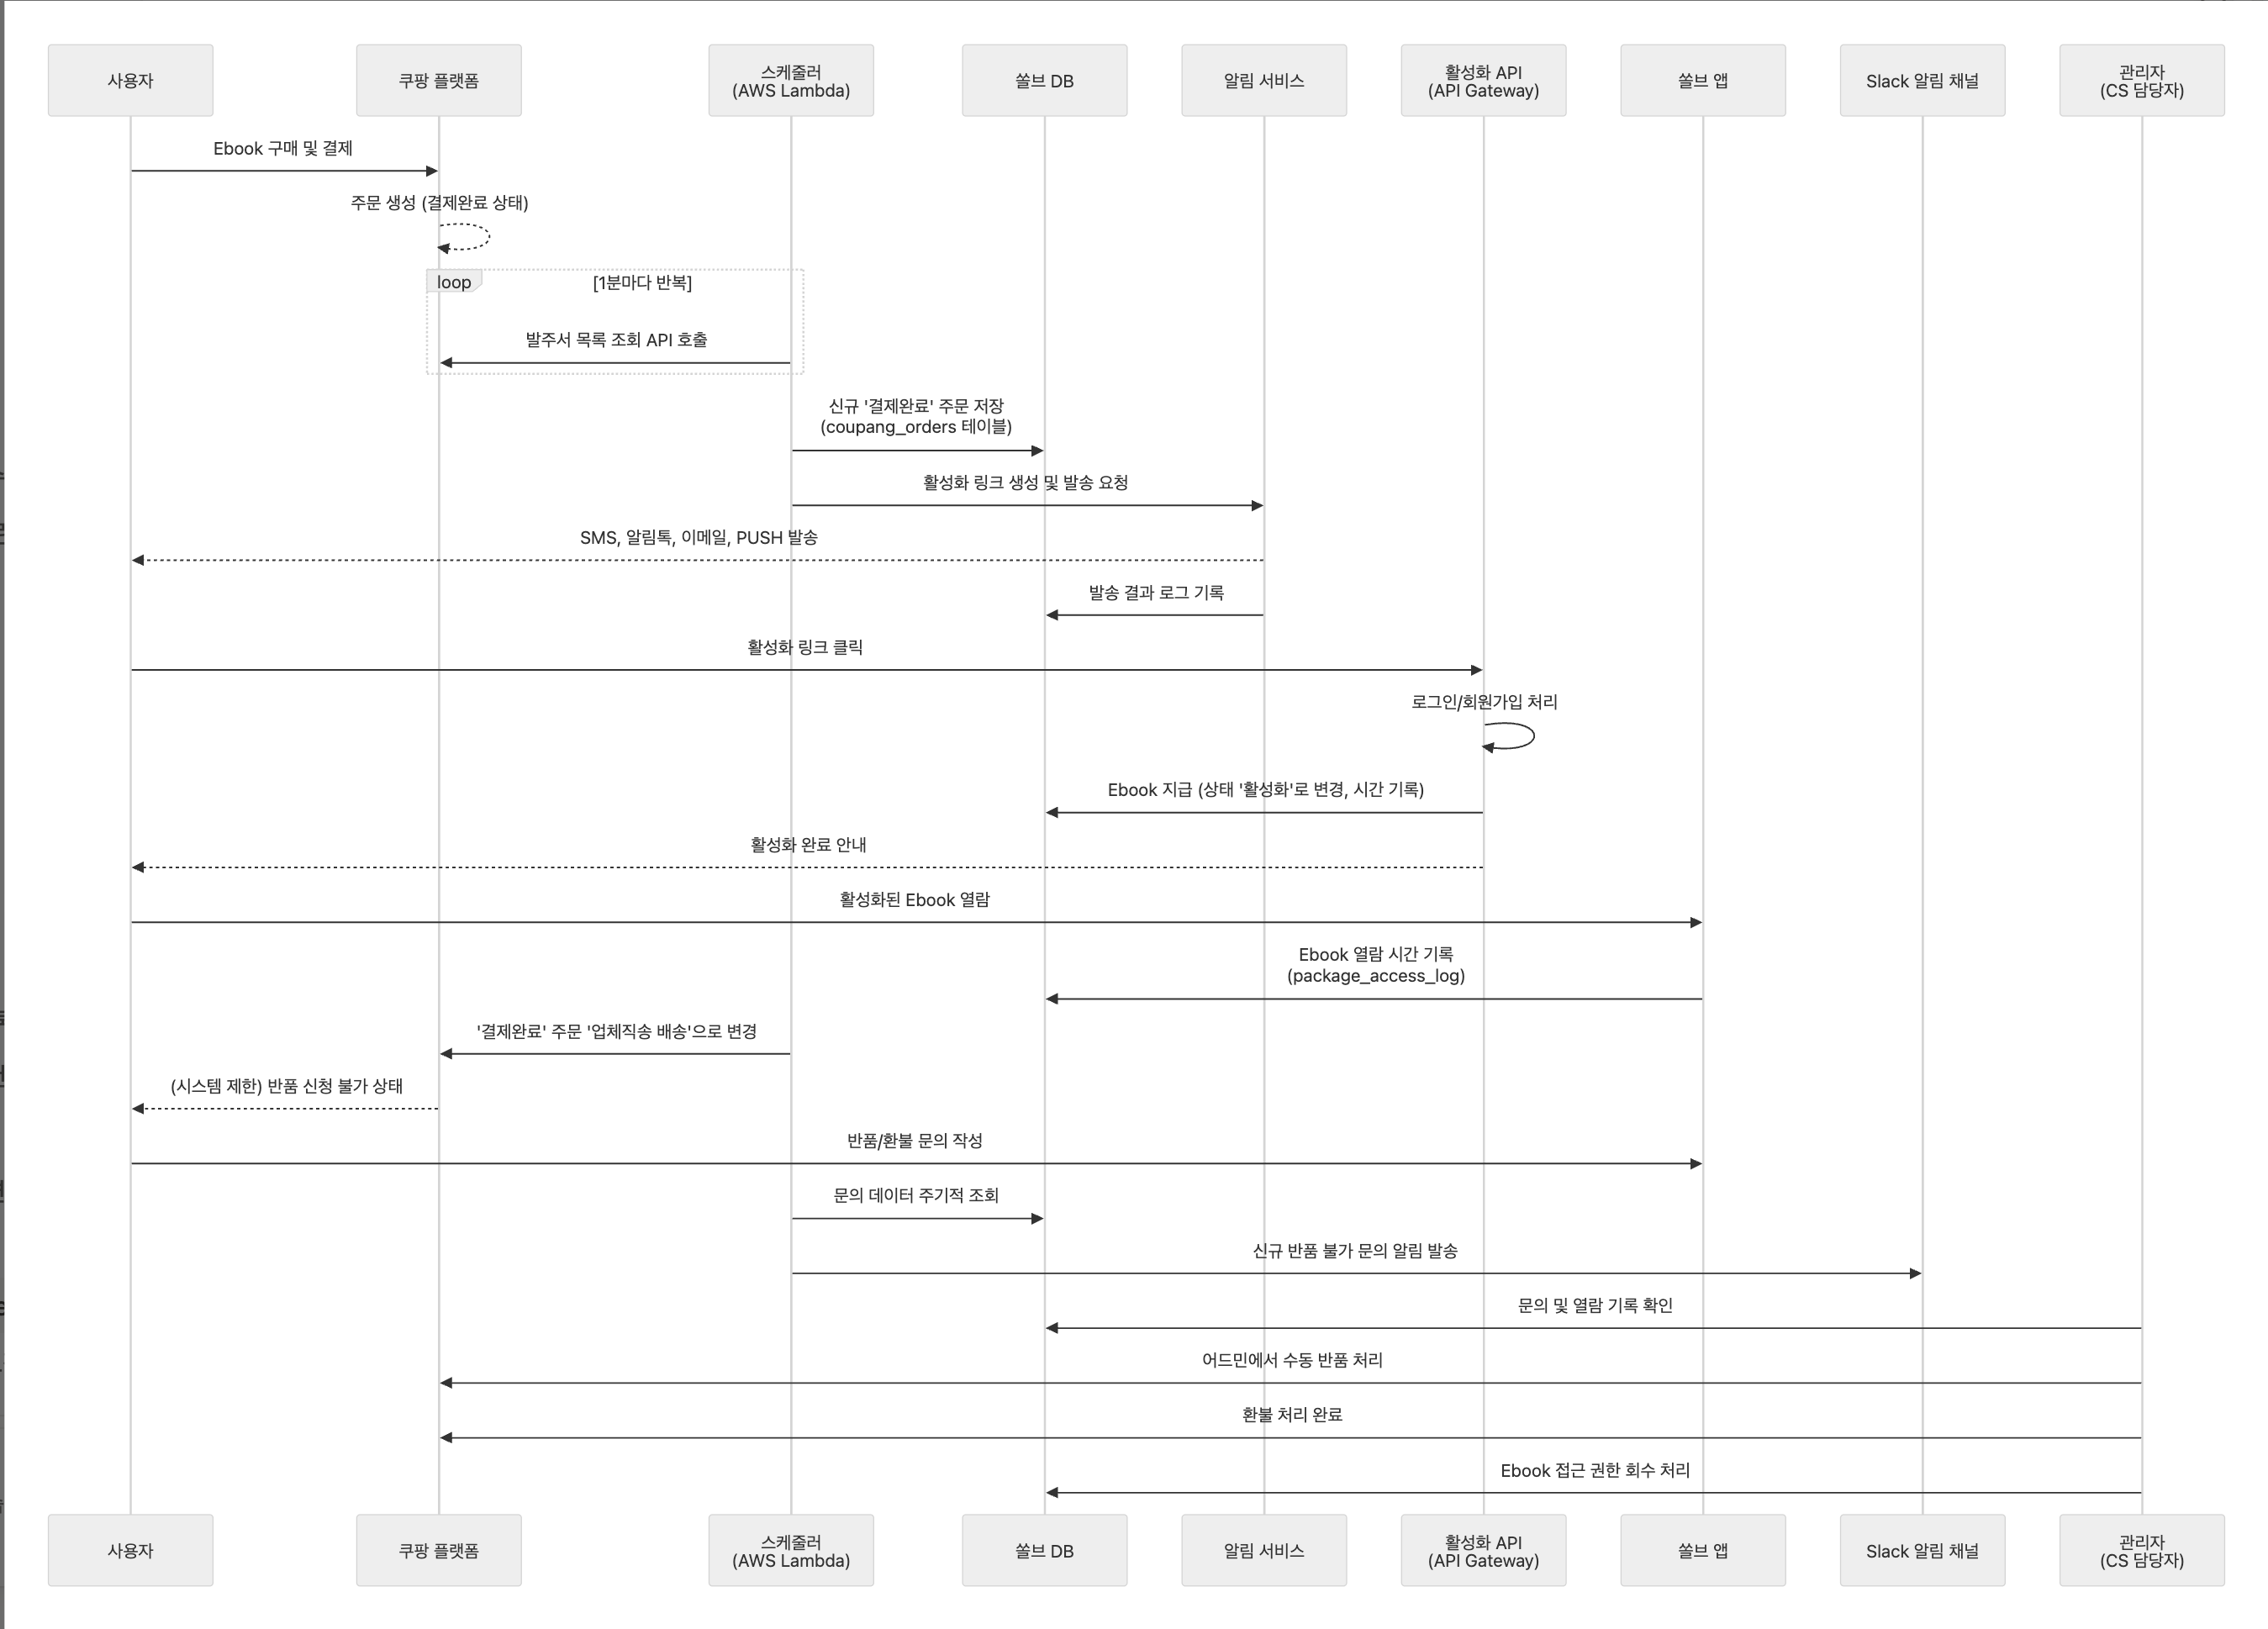 사용자
쿠팡 플랫폼
스케줄러
(AWS Lambda)
쏠브 DB
알림 서비스
활성화 API
(API Gateway)
쏠브 앱
Slack 알림 채널
관리자
(CS 담당자)
Ebook 구매 및 결제
주문 생성 (결제완료 상태)
loop
[1분마다 반복]
발주서 목록 조회 API 호출
신규 '결제완료' 주문 저장
(coupang_orders 테이블)
활성화 링크 생성 및 발송 요청
SMS, 알림톡, 이메일, PUSH 발송
발송 결과 로그 기록
활성화 링크 클릭
로그인/회원가입 처리
Ebook 지급 (상태 '활성화'로 변경, 시간 기록)
활성화 완료 안내
활성화된 Ebook 열람
Ebook 열람 시간 기록
(package_access_log)
'결제완료' 주문 '업체직송 배송'으로 변경
(시스템 제한) 반품 신청 불가 상태
반품/환불 문의 작성
문의 데이터 주기적 조회
신규 반품 불가 문의 알림 발송
문의 및 열람 기록 확인
어드민에서 수동 반품 처리
환불 처리 완료
Ebook 접근 권한 회수 처리
사용자
쿠팡 플랫폼
스케줄러
(AWS Lambda)
쏠브 DB
알림 서비스
활성화 API
(API Gateway)
쏠브 앱
Slack 알림 채널
관리자
(CS 담당자)